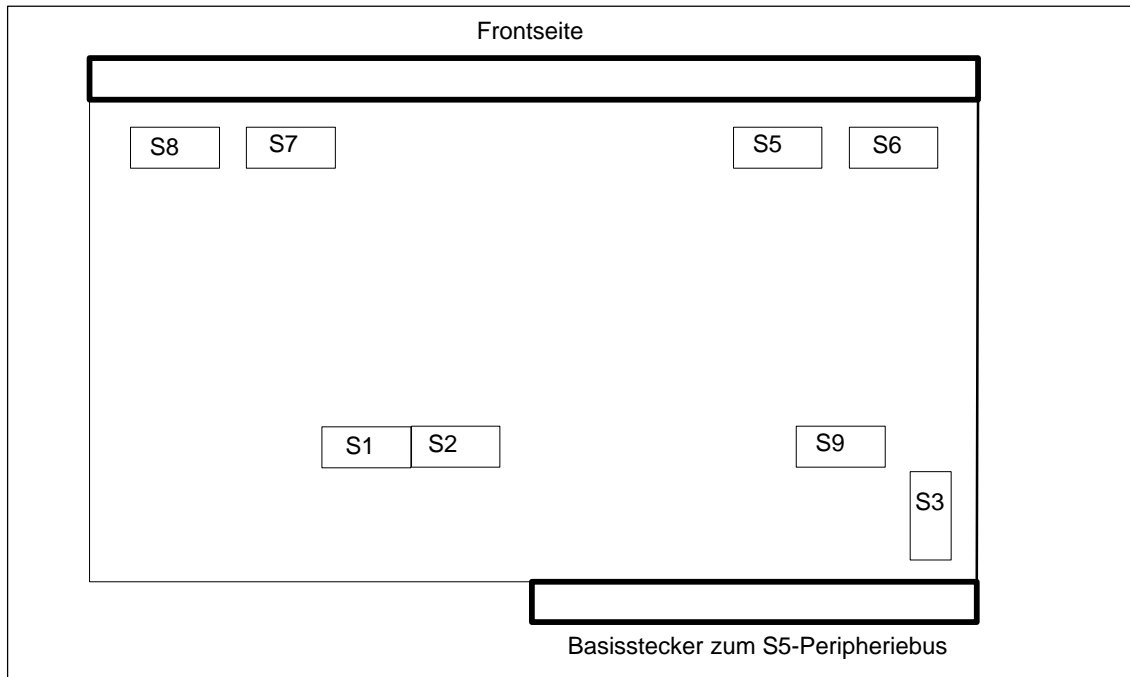 Frontseite
S8 S7 S5 S6
S1 S2 S9
S3
Basisstecker zum S5-Peripheriebus